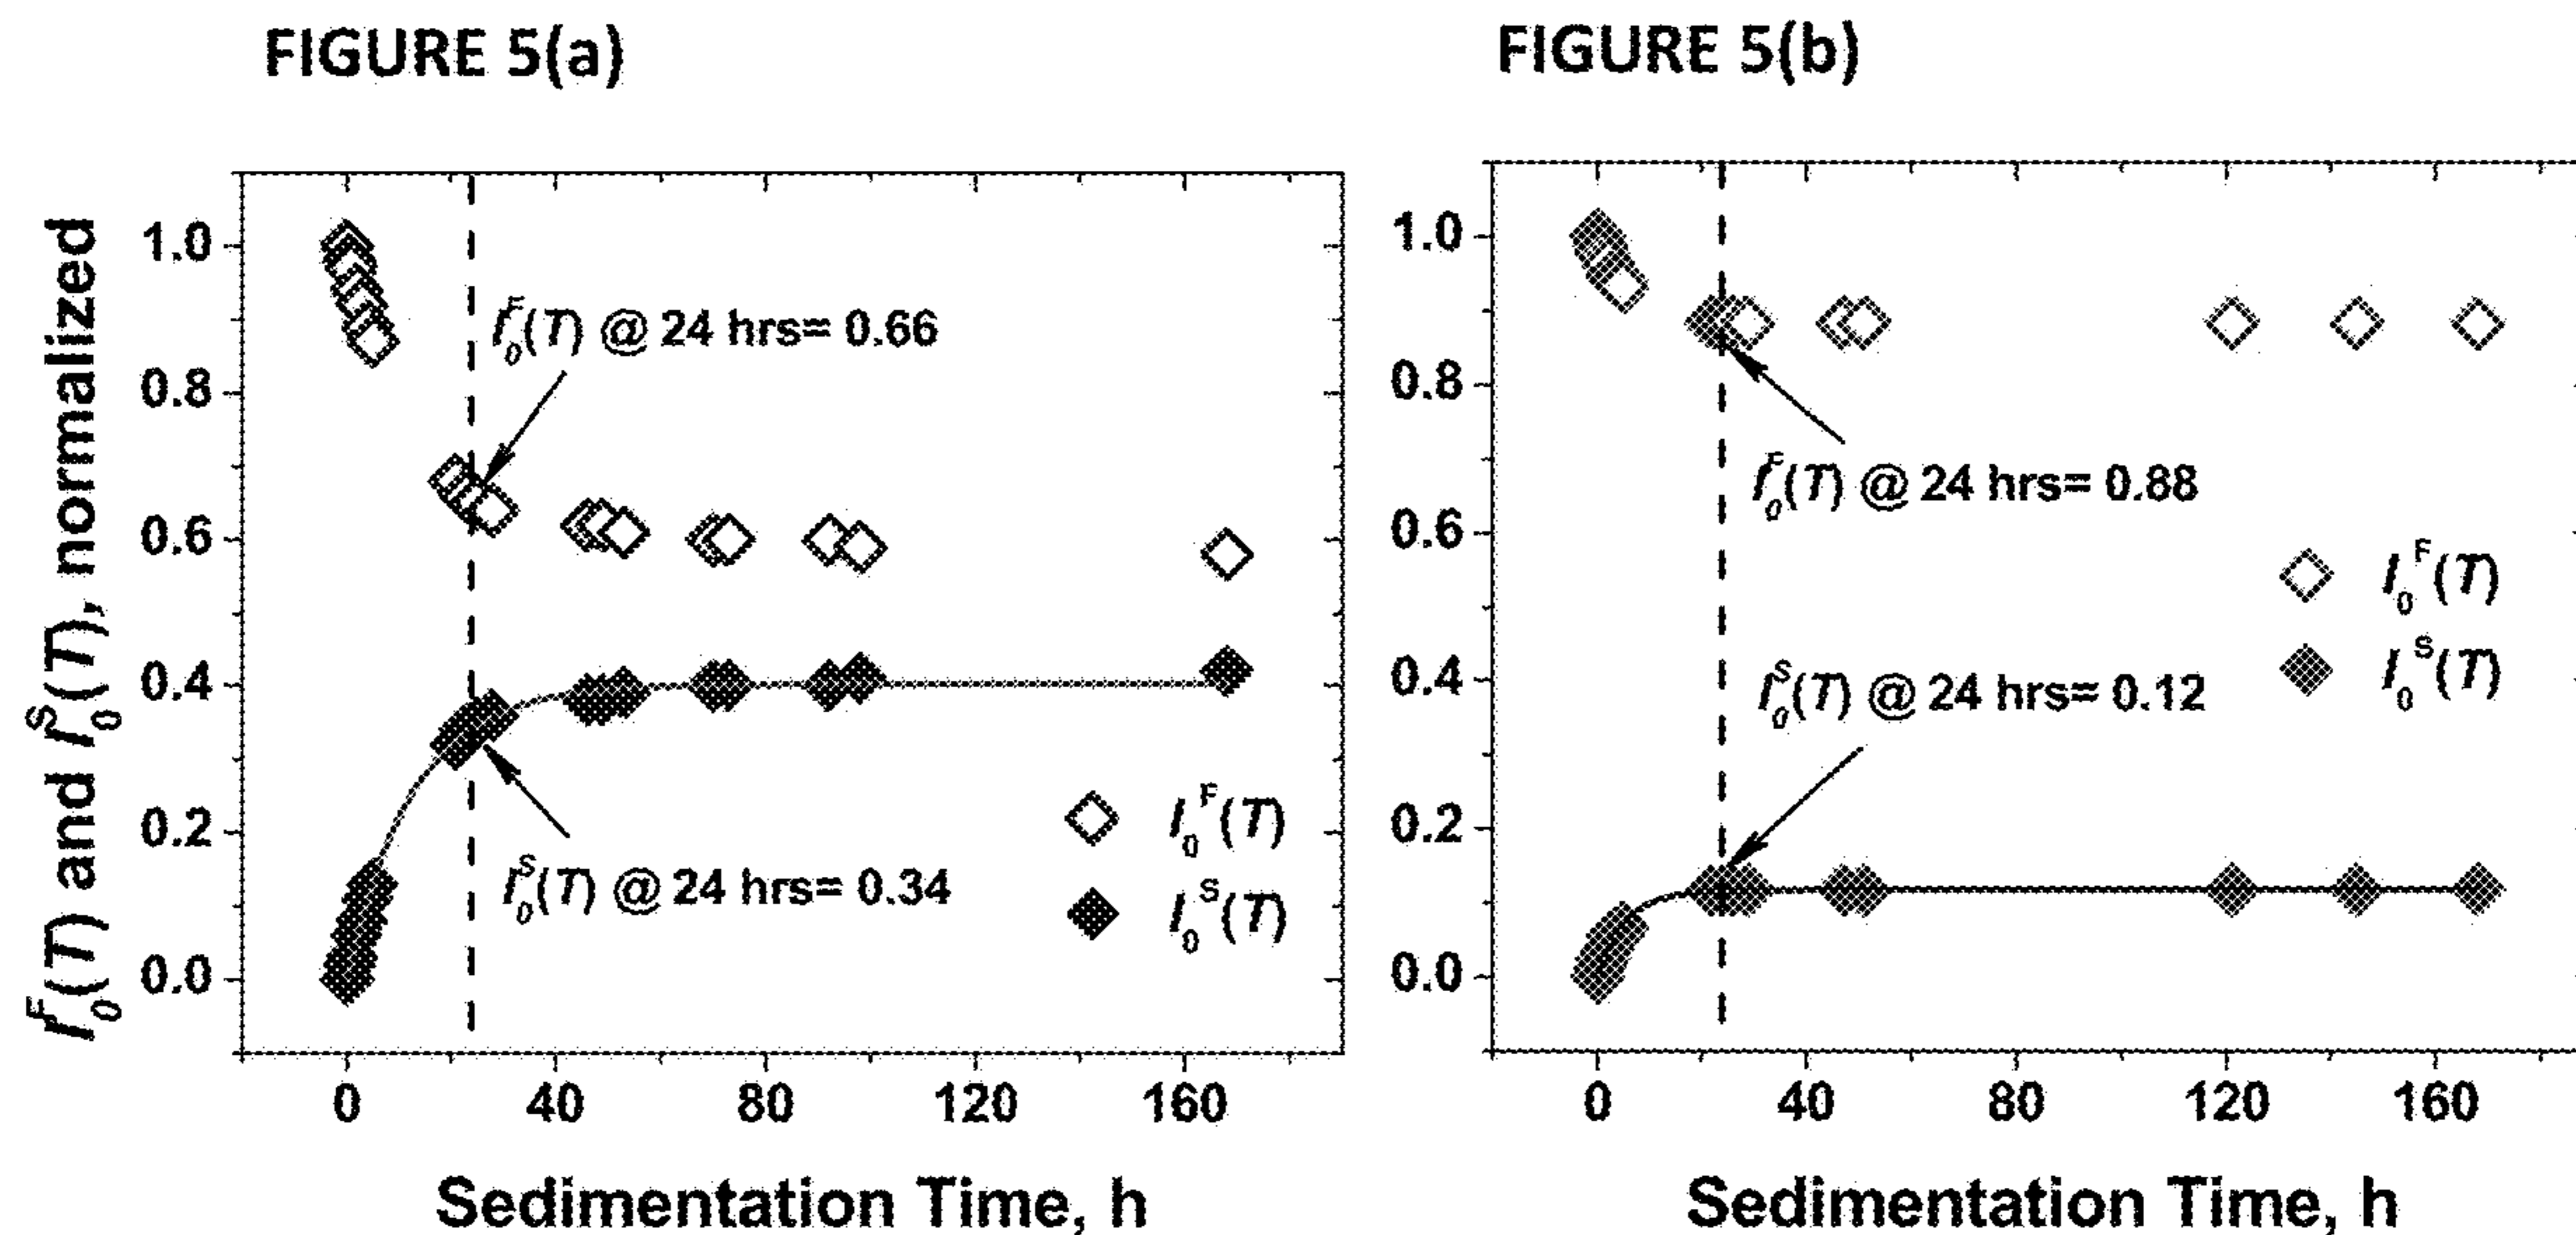 FIGURE 5(a)
I₀ᶠ(T) and I₀ˢ(T), normalized
1.0
0.8
0.6
0.4
0.2
0.0
I₀ᶠ(T) @ 24 hrs= 0.66
I₀ˢ(T) @ 24 hrs= 0.34
I₀ᶠ(T)
I₀ˢ(T)
0 40 80 120 160
Sedimentation Time, h
FIGURE 5(b)
1.0
0.8
0.6
0.4
0.2
0.0
I₀ᶠ(T) @ 24 hrs= 0.88
I₀ˢ(T) @ 24 hrs= 0.12
I₀ᶠ(T)
I₀ˢ(T)
0 40 80 120 160
Sedimentation Time, h